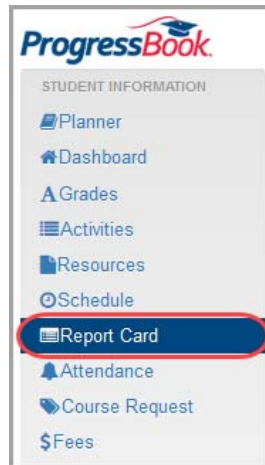 ProgressBook.
STUDENT INFORMATION
Planner
Dashboard
Grades
Activities
Resources
Schedule
Report Card
Attendance
Course Request
Fees